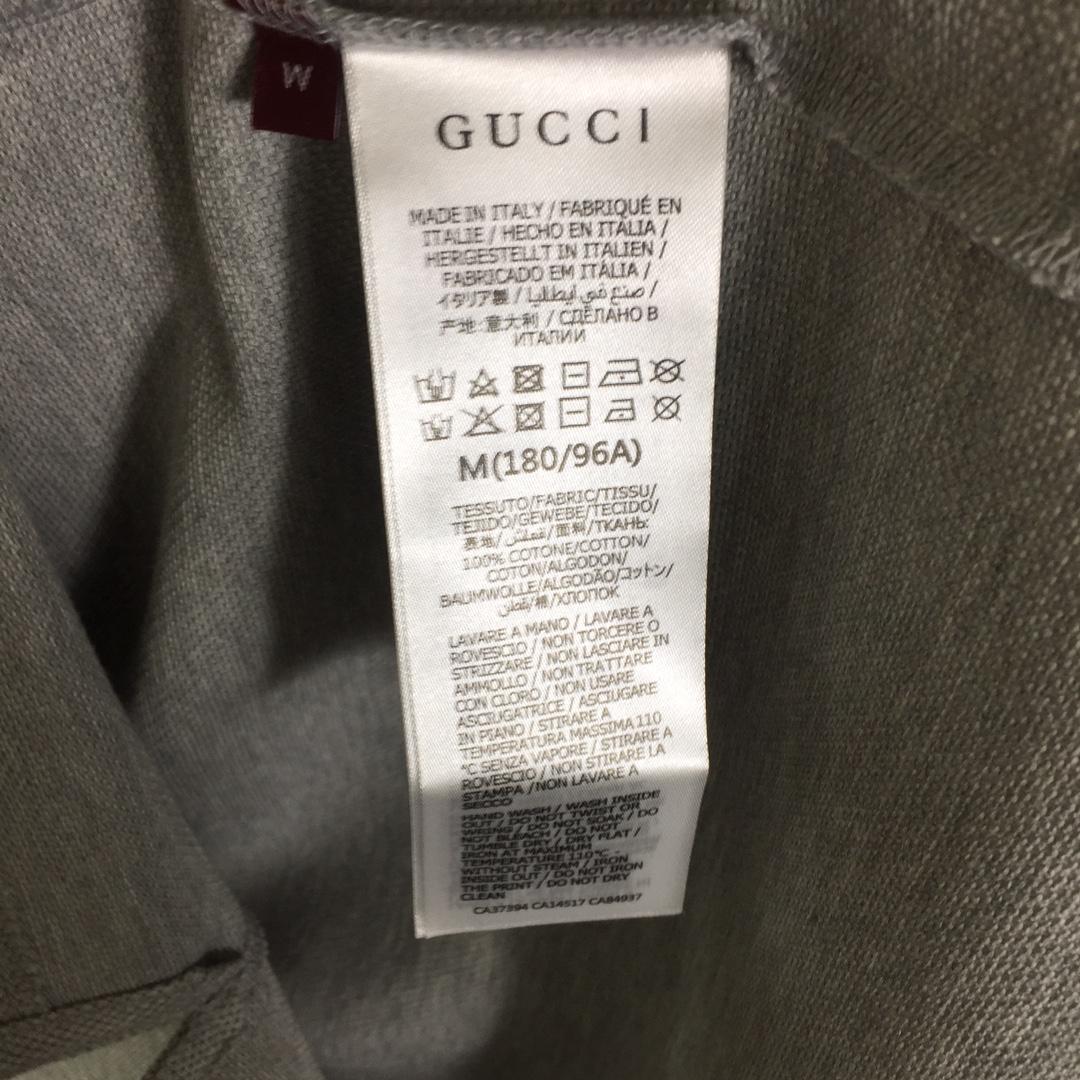 W
GUCCI
MADE IN ITALY / FABRIQUÉ EN
ITALIE / HECHO EN ITALIA /
HERGESTELLT IN ITALIEN /
FABRICADO EM ITÁLIA /
イタリア製 / صنع في ايطاليا /
产地:意大利 / СДЕЛАНО В
ИТАЛИИ
M(180/96A)
TESSUTO/FABRIC/TISSU/
TEJIDO/GEWEBE/TECIDO/
表地/قماش/面料/ТКАНЬ:
100% COTONE/COTTON/
COTON/ALGODON/
BAUMWOLLE/ALGODÃO/コットン/
قطن/棉/ХЛОПОК
LAVARE A MANO / LAVARE A
ROVESCIO / NON TORCERE O
STRIZZARE / NON LASCIARE IN
AMMOLLO / NON TRATTARE
CON CLORO / NON USARE
ASCIUGATRICE / ASCIUGARE
IN PIANO / STIRARE A
TEMPERATURA MASSIMA 110
°C SENZA VAPORE / STIRARE A
ROVESCIO / NON STIRARE LA
STAMPA / NON LAVARE A
SECCO
HAND WASH / WASH INSIDE
OUT / DO NOT TWIST OR
WRING / DO NOT SOAK / DO
NOT BLEACH / DO NOT
TUMBLE DRY / DRY FLAT /
IRON AT MAXIMUM
TEMPERATURE 110°C -
WITHOUT STEAM / IRON
INSIDE OUT / DO NOT IRON
THE PRINT / DO NOT DRY
CLEAN
CA37394 CA14517 CA84937